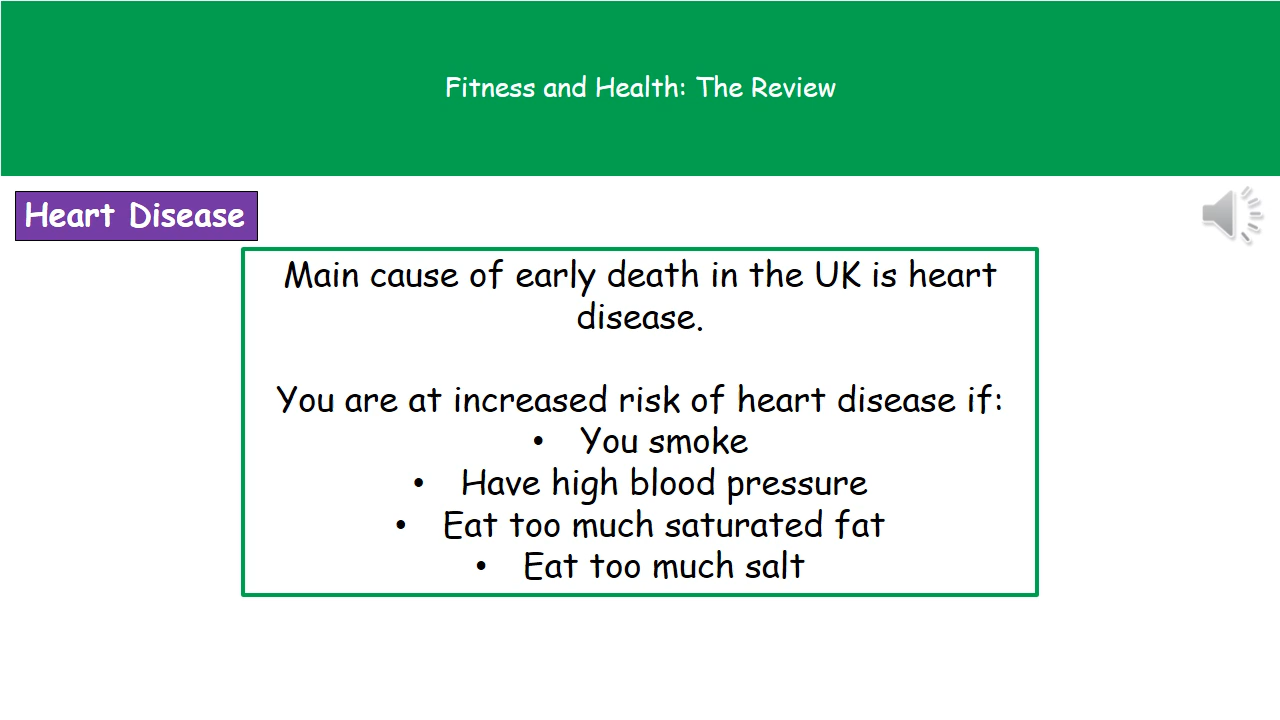 Fitness and Health: The Review
Heart Disease
Main cause of early death in the UK is heart
disease.
You are at increased risk of heart disease if:
• You smoke
• Have high blood pressure
• Eat too much saturated fat
• Eat too much salt